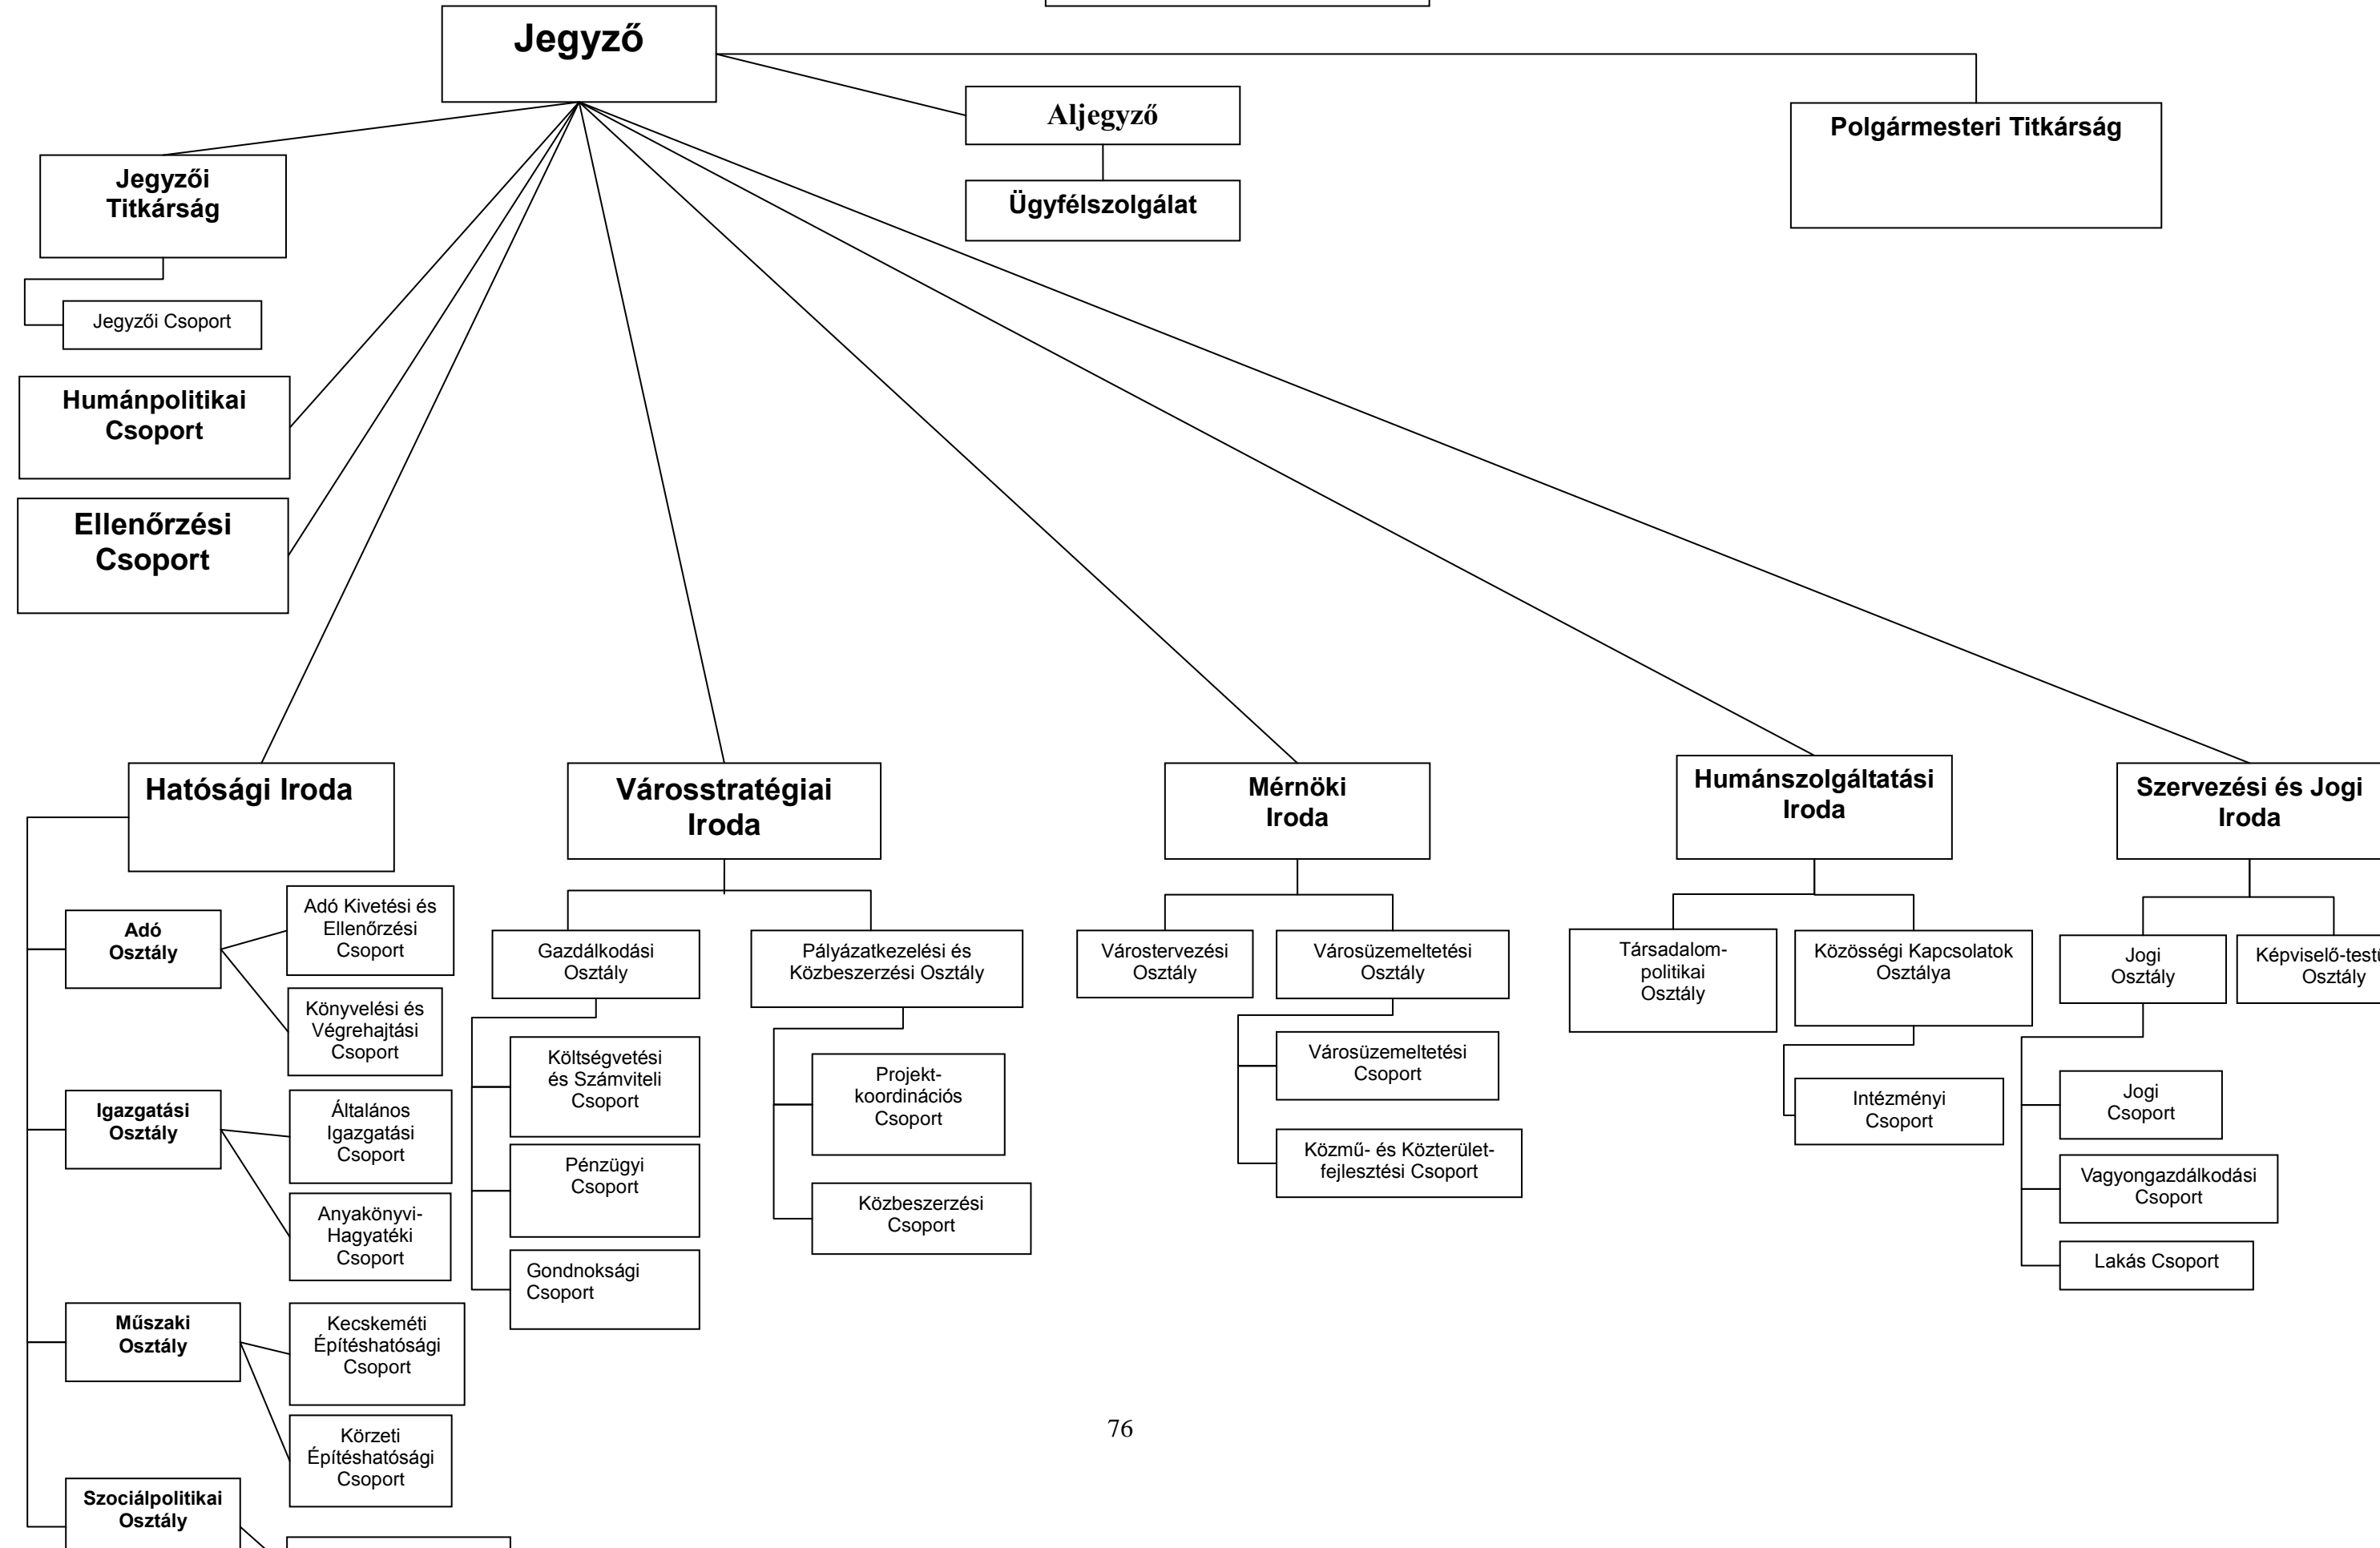 Jegyző
Aljegyző
Polgármesteri Titkárság
Jegyzői
Titkárság
Ügyfélszolgálat
Jegyzői Csoport
Humánpolitikai
Csoport
Ellenőrzési
Csoport
Hatósági Iroda
Városstratégiai
Iroda
Mérnöki
Iroda
Humánszolgáltatási
Iroda
Szervezési és Jogi
Iroda
Adó
Osztály
Adó Kivetési és
Ellenőrzési
Csoport
Könyvelési és
Végrehajtási
Csoport
Igazgatási
Osztály
Általános
Igazgatási
Csoport
Anyakönyvi-
Hagyatéki
Csoport
Műszaki
Osztály
Kecskeméti
Építéshatósági
Csoport
Körzeti
Építéshatósági
Csoport
Szociálpolitikai
Osztály
Gazdálkodási
Osztály
Költségvetési
és Számviteli
Csoport
Pénzügyi
Csoport
Gondnoksági
Csoport
Pályázatkezelési és
Közbeszerzési Osztály
Projekt-
koordinációs
Csoport
Közbeszerzési
Csoport
Várostervezési
Osztály
Városüzemeltetési
Osztály
Városüzemeltetési
Csoport
Közmű- és Közterület-
fejlesztési Csoport
Társadalom-
politikai
Osztály
Közösségi Kapcsolatok
Osztálya
Intézményi
Csoport
Jogi
Osztály
Osztály
Jogi
Csoport
Vagyongazdálkodási
Csoport
Lakás Csoport
76